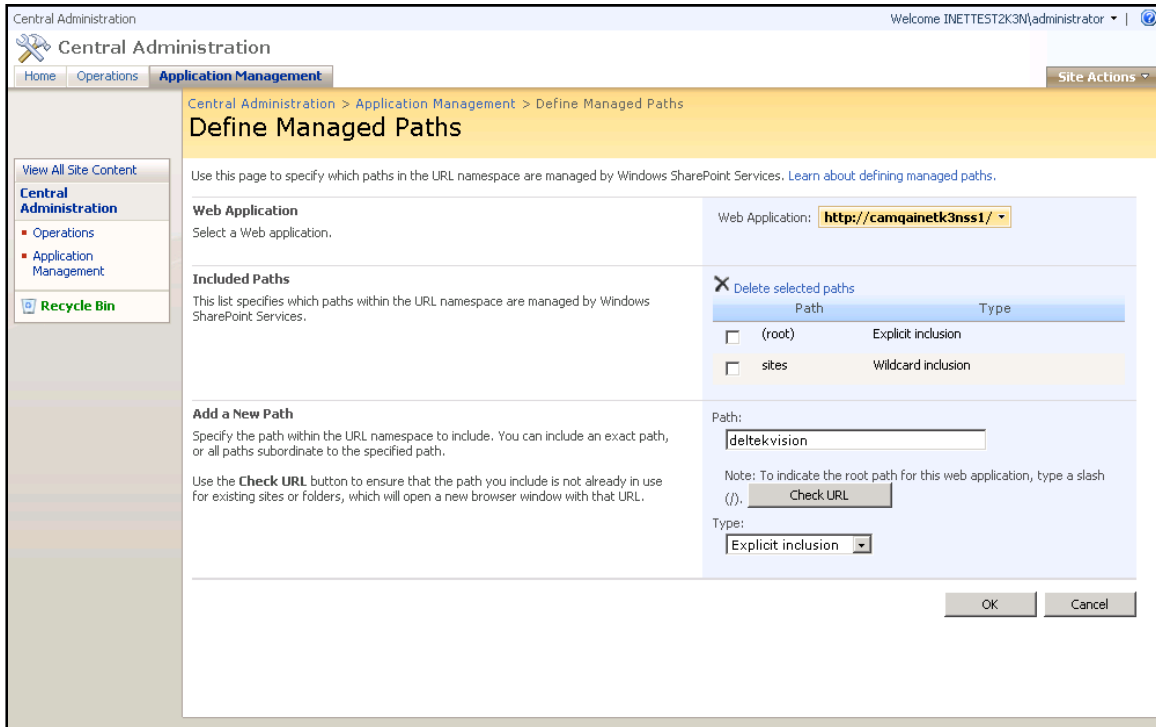 Central Administration
Welcome INETTEST2K3N\administrator
Central Administration
Home Operations Application Management
Site Actions
Central Administration > Application Management > Define Managed Paths
Define Managed Paths
View All Site Content
Central
Administration
Operations
Application
Management
Recycle Bin
Use this page to specify which paths in the URL namespace are managed by Windows SharePoint Services. Learn about defining managed paths.
Web Application
Select a Web application.
Web Application: http://camqainetk3nss1/
Included Paths
This list specifies which paths within the URL namespace are managed by Windows
SharePoint Services.
Delete selected paths
Path Type
(root) Explicit inclusion
sites Wildcard inclusion
Add a New Path
Specify the path within the URL namespace to include. You can include an exact path,
or all paths subordinate to the specified path.
Use the Check URL button to ensure that the path you include is not already in use
for existing sites or folders, which will open a new browser window with that URL.
Path:
deltekvision
Note: To indicate the root path for this web application, type a slash
(/). Check URL
Type:
Explicit inclusion
OK Cancel